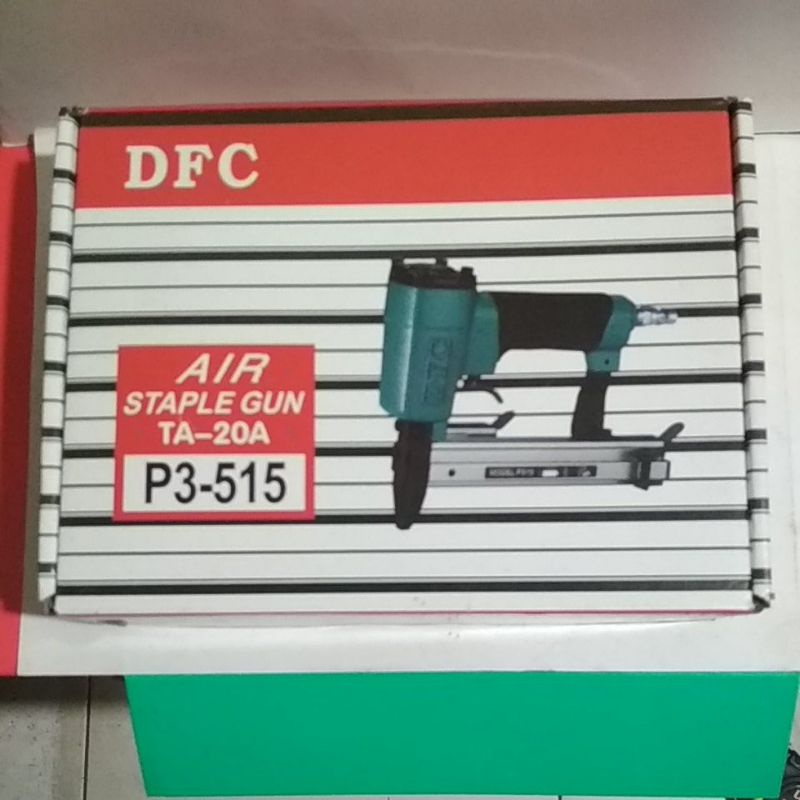 DFC
AIR
STAPLE GUN
TA-20A
P3-515